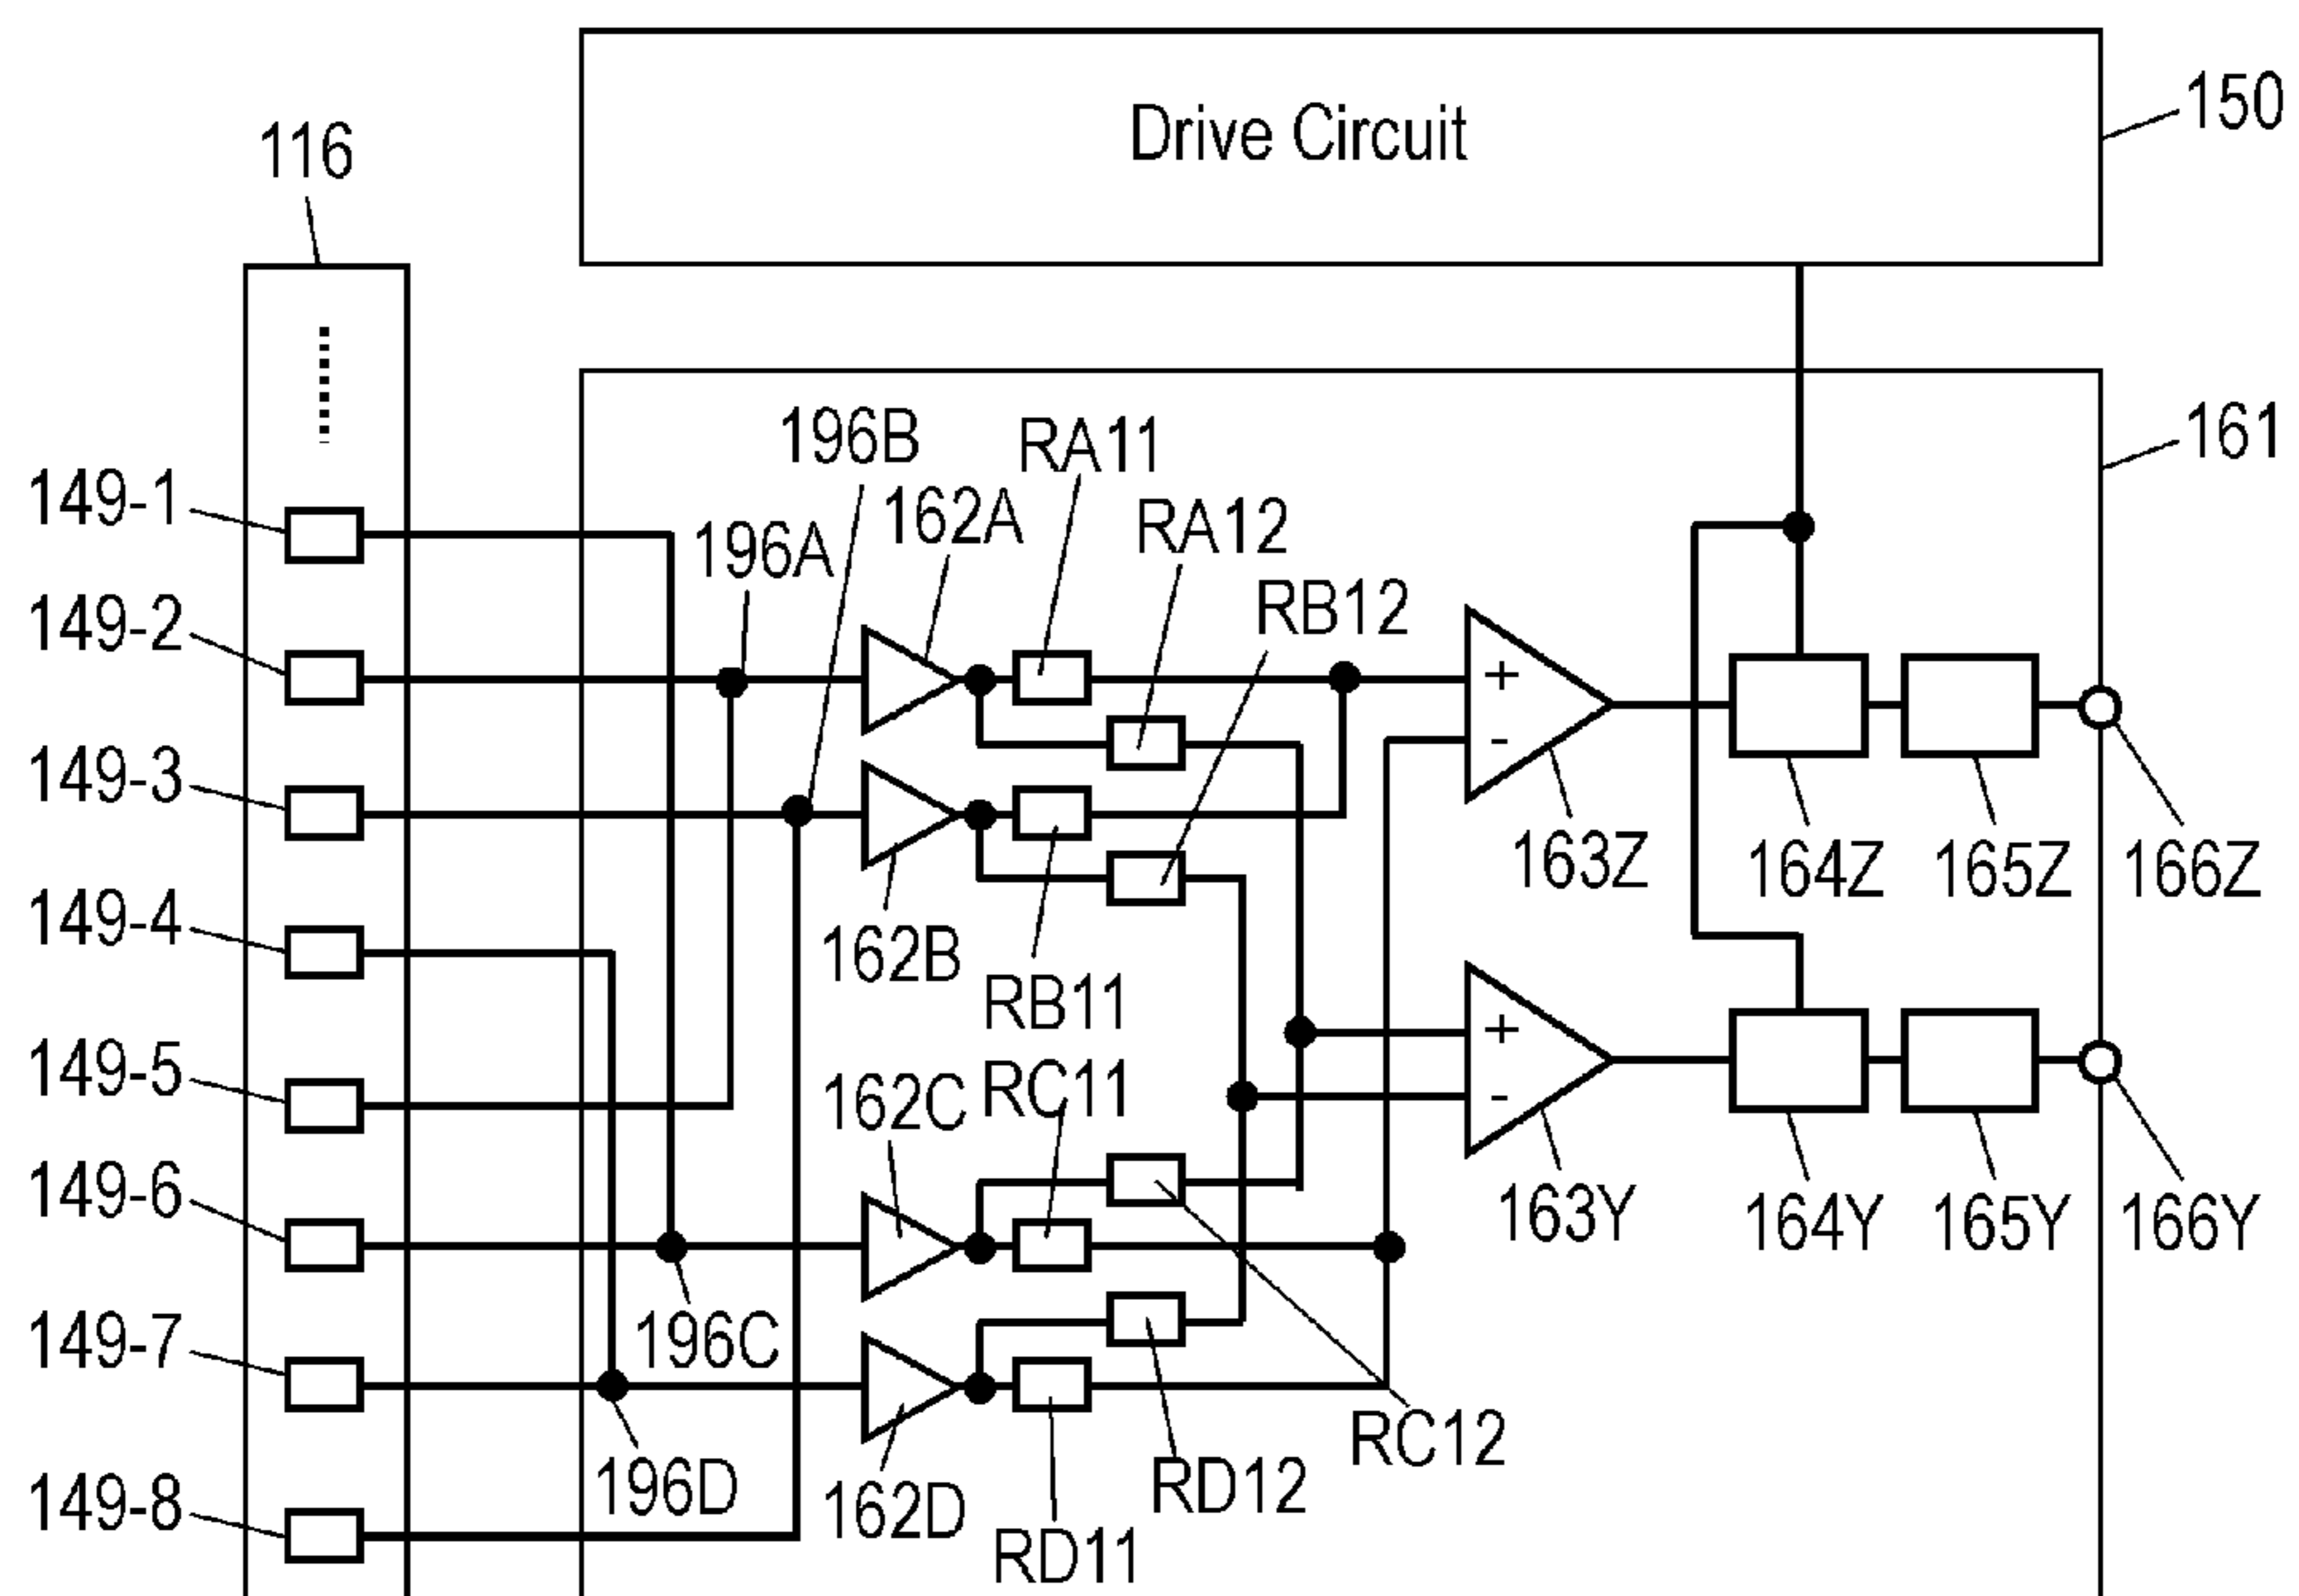 Drive Circuit
150
116
161
196B
RA11
149-1
162A
196A
RA12
RB12
149-2
+
149-3
-
163Z
164Z
165Z
166Z
149-4
162B
RB11
+
149-5
162C
RC11
-
149-6
163Y
164Y
165Y
166Y
149-7
196C
RC12
149-8
196D
162D
RD12
RD11